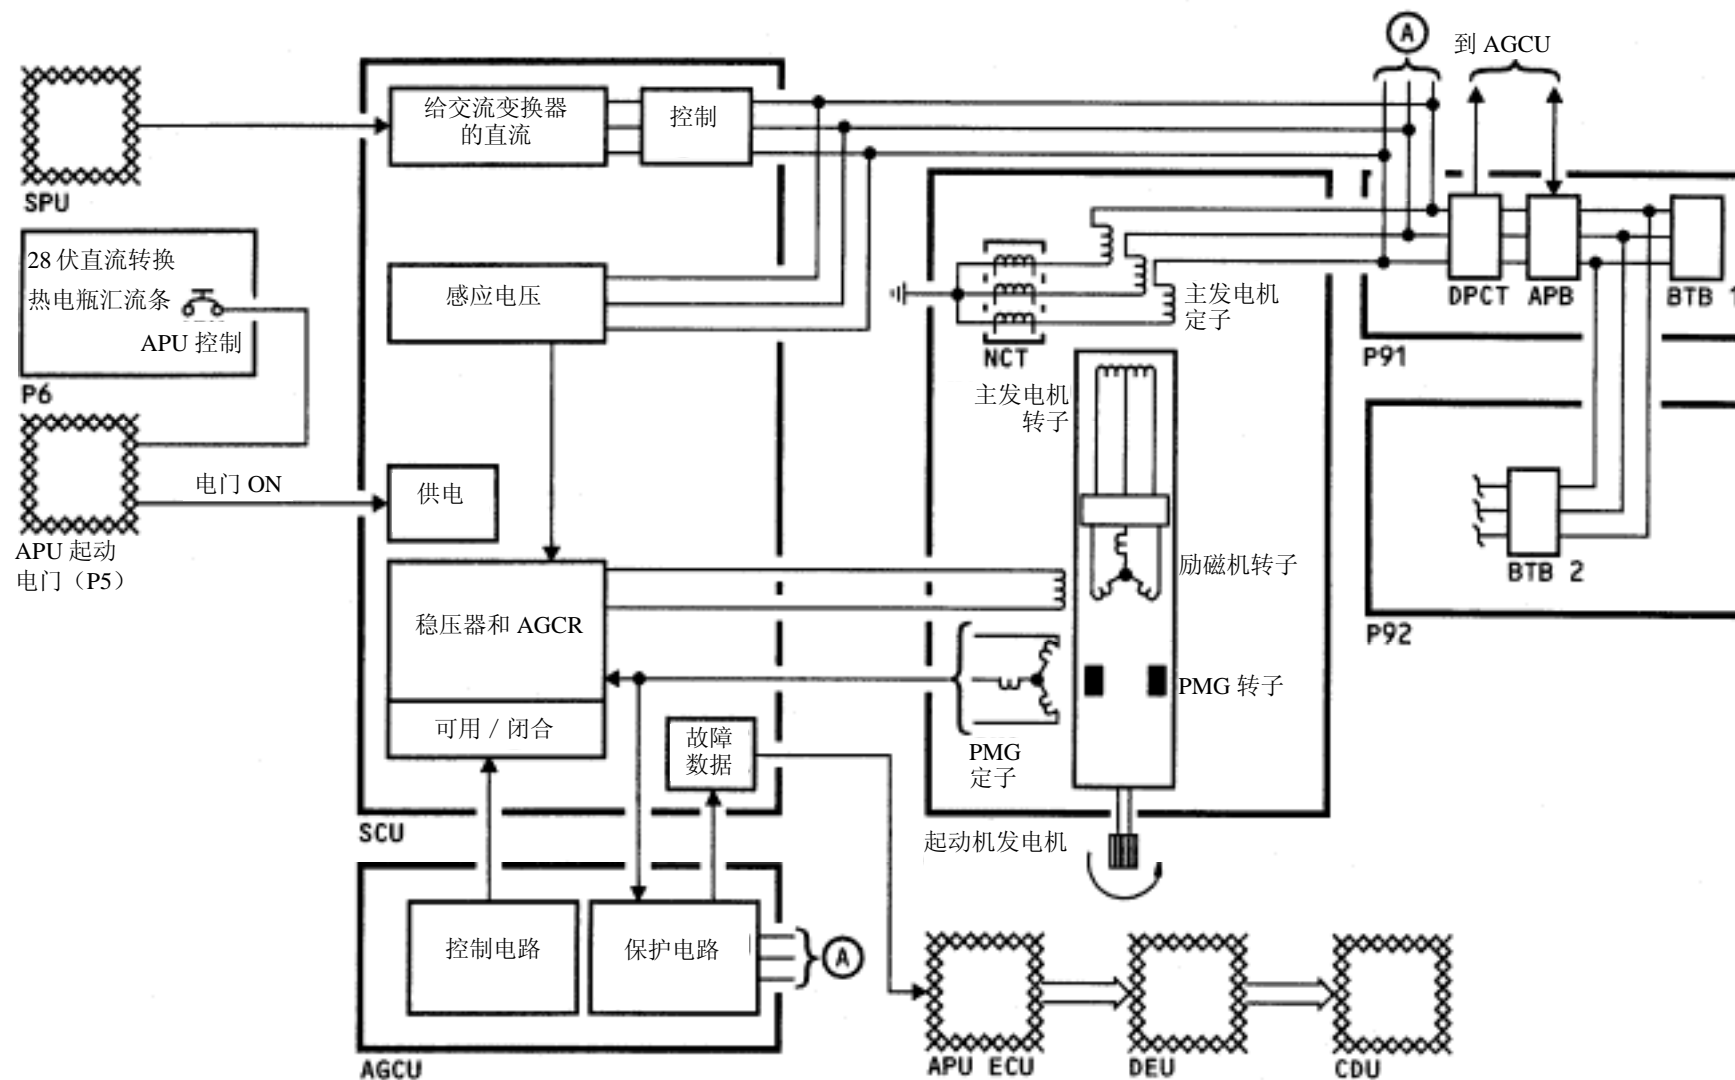 A
到 AGCU
给交流变换器
的直流
控制
SPU
28 伏直流转换
热电瓶汇流条
APU 控制
P6
感应电压
主发电机
定子
NCT
DPCT
APB
BTB 1
P91
主发电机
转子
电门 ON
供电
APU 起动
电门（P5）
励磁机转子
BTB 2
P92
稳压器和 AGCR
PMG 转子
可用 / 闭合
故障
数据
PMG
定子
SCU
起动机发电机
控制电路
保护电路
A
AGCU
APU ECU
DEU
CDU